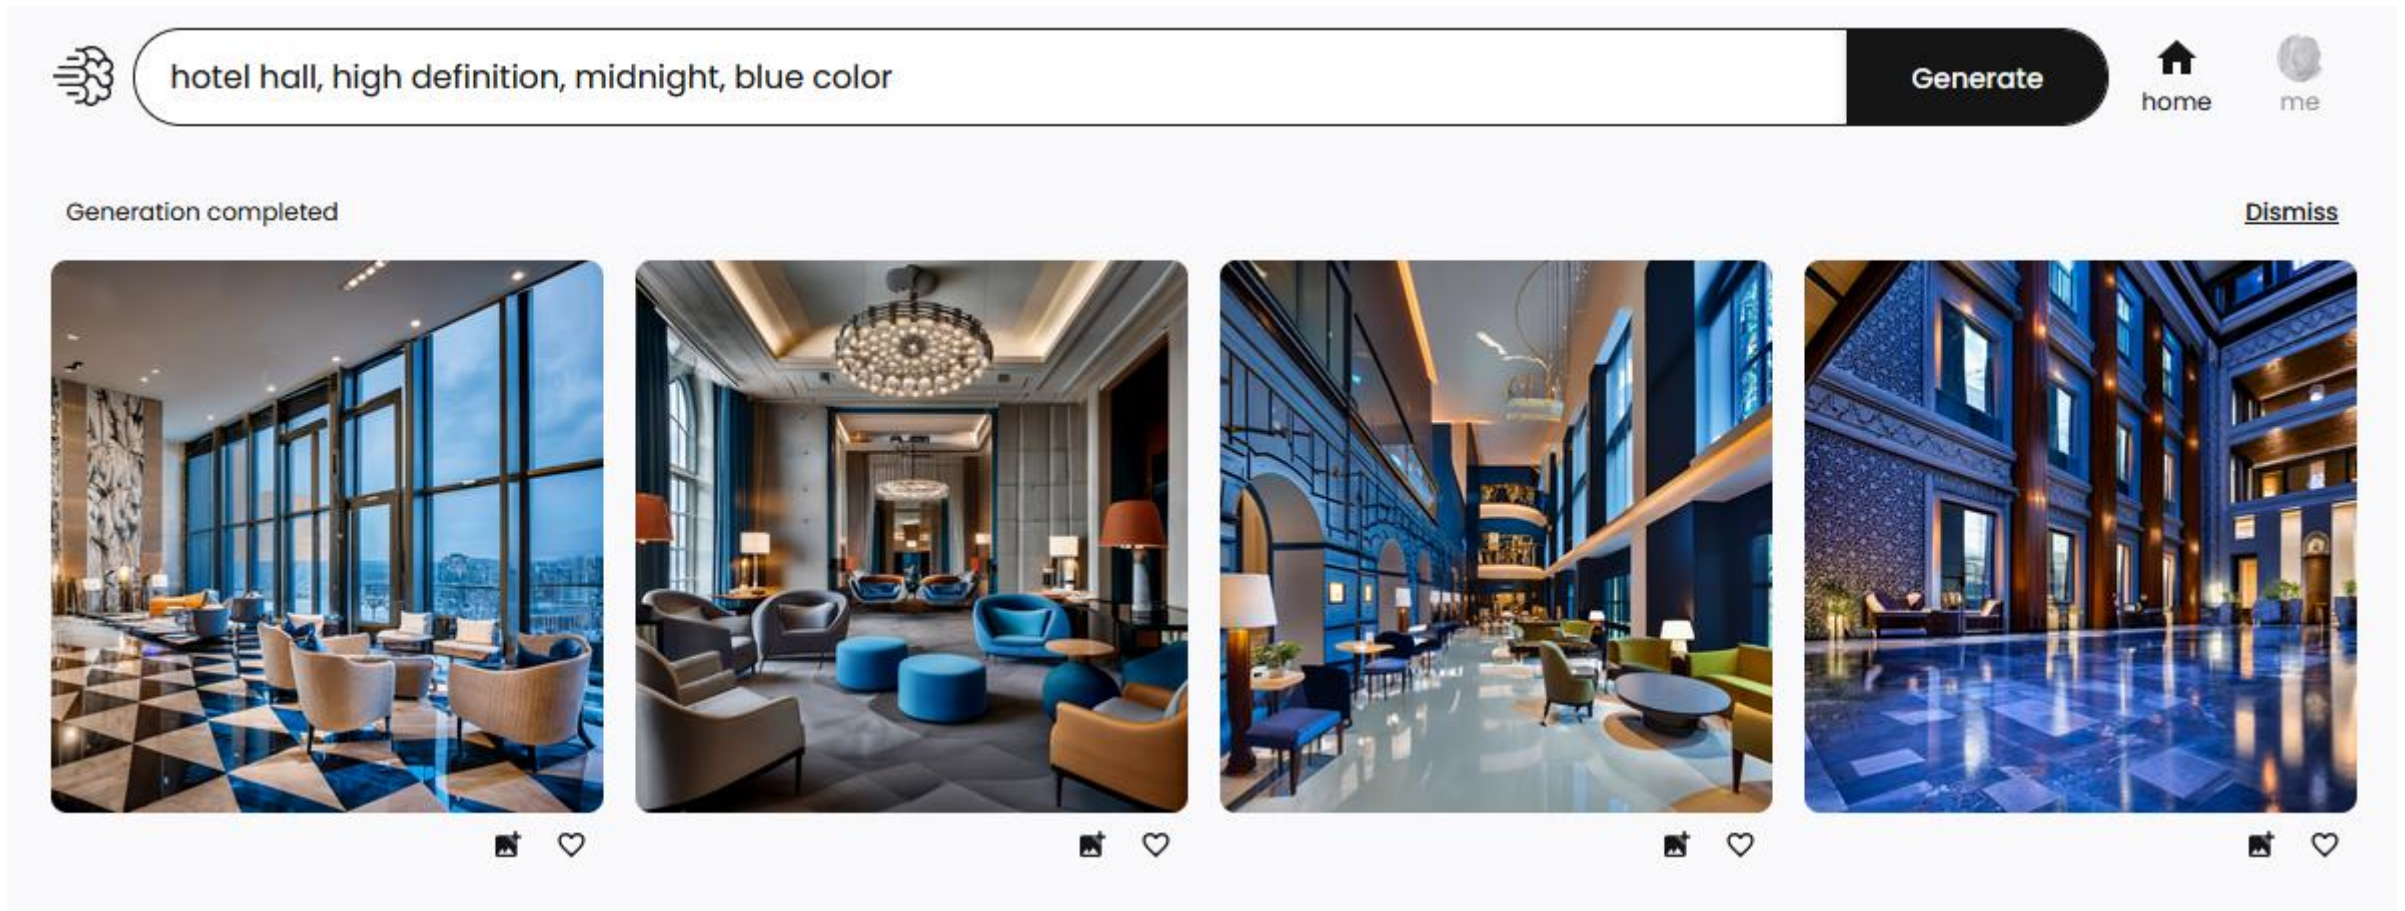 hotel hall, high definition, midnight, blue color
Generate
home
me
Generation completed
Dismiss